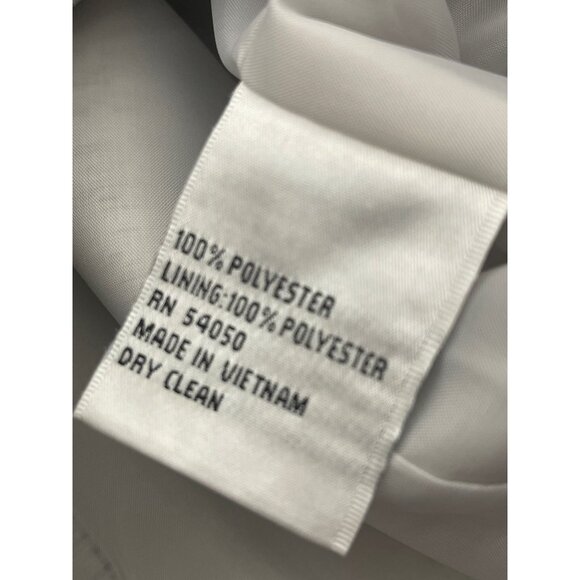 100% POLYESTER
LINING:100% POLYESTER
RN 54050
MADE IN VIETNAM
DRY CLEAN